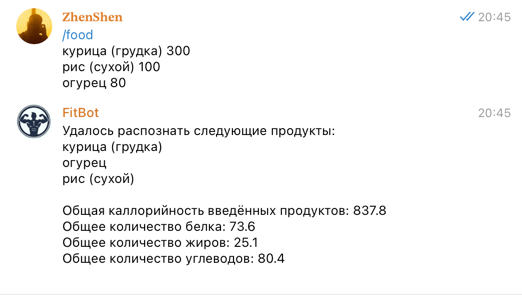 ZhenShen 20:45
/food
курица (грудка) 300
рис (сухой) 100
огурец 80
FitBot 20:45
Удалось распознать следующие продукты:
курица (грудка)
огурец
рис (сухой)
Общая каллорийность введённых продуктов: 837.8
Общее количество белка: 73.6
Общее количество жиров: 25.1
Общее количество углеводов: 80.4